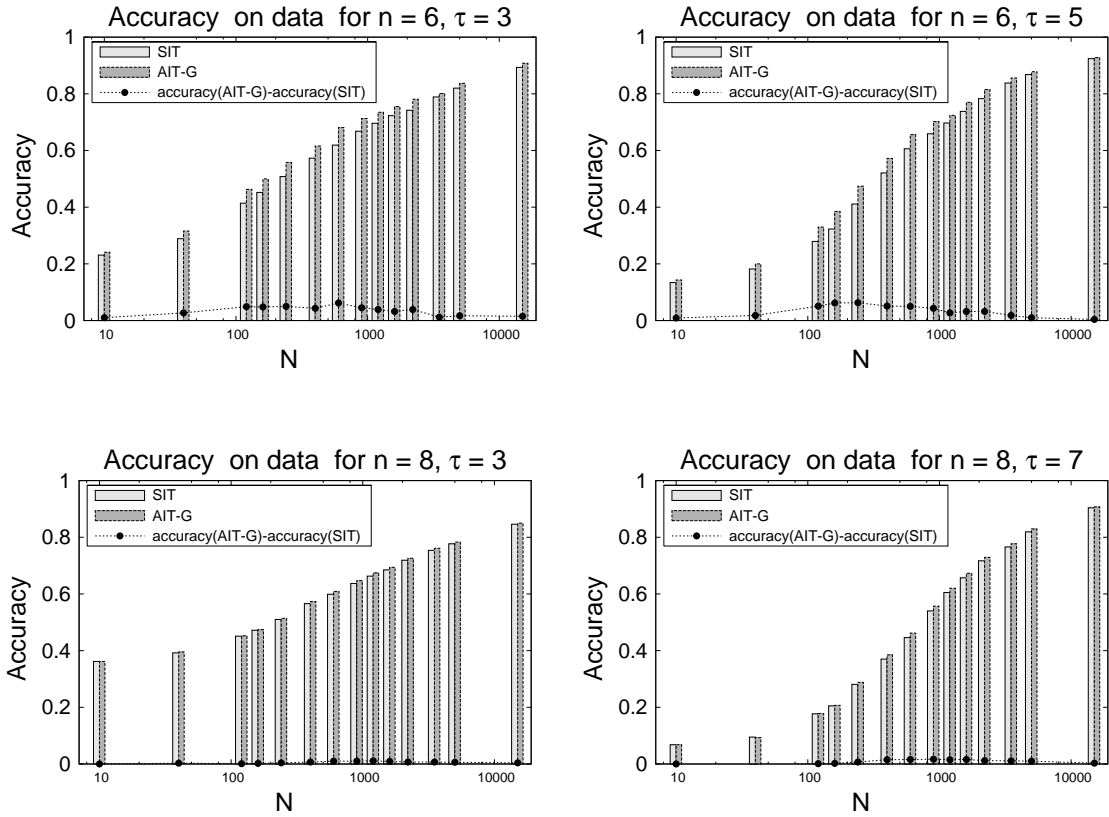 Accuracy on data for n = 6, τ = 3
1
0.8
0.6
0.4
0.2
0
Accuracy
SIT
AIT-G
accuracy(AIT-G)-accuracy(SIT)
10
100
1000
10000
N
Accuracy on data for n = 6, τ = 5
1
0.8
0.6
0.4
0.2
0
Accuracy
SIT
AIT-G
accuracy(AIT-G)-accuracy(SIT)
10
100
1000
10000
N
Accuracy on data for n = 8, τ = 3
1
0.8
0.6
0.4
0.2
0
Accuracy
SIT
AIT-G
accuracy(AIT-G)-accuracy(SIT)
10
100
1000
10000
N
Accuracy on data for n = 8, τ = 7
1
0.8
0.6
0.4
0.2
0
Accuracy
SIT
AIT-G
accuracy(AIT-G)-accuracy(SIT)
10
100
1000
10000
N